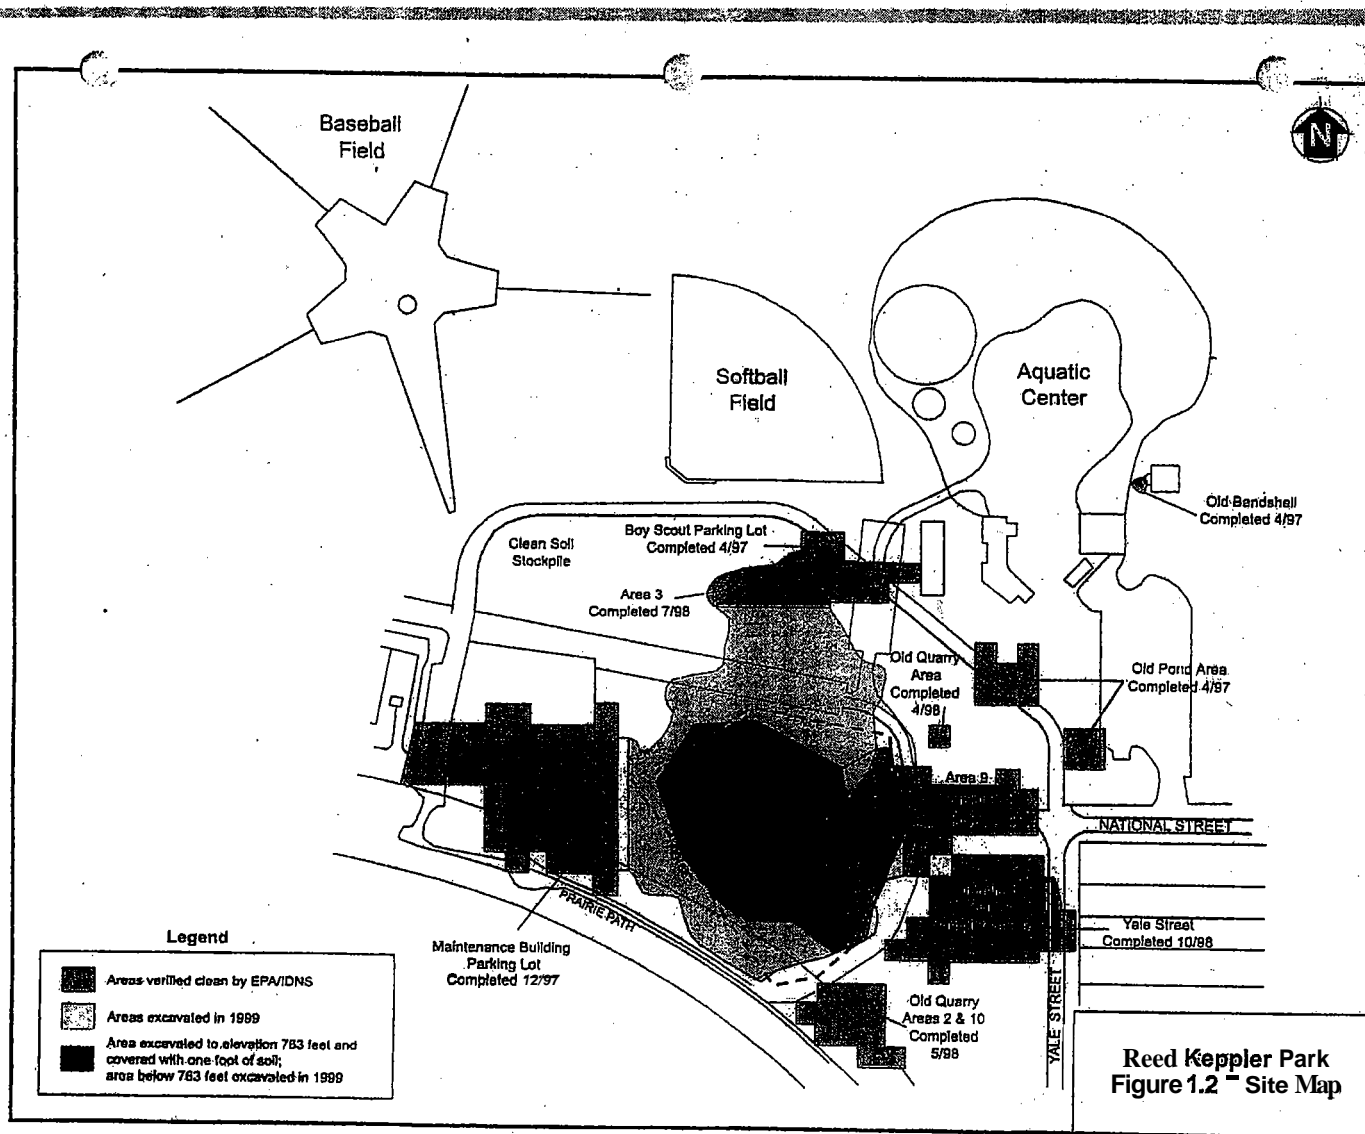 N
Baseball
Field
Softball
Field
Aquatic
Center
Old Bandshell
Completed 4/97
Boy Scout Parking Lot
Completed 4/97
Clean Soil
Stockpile
Area 3
Completed 7/98
Old Quarry
Area
Completed
4/98
Old Pond Area
Completed 4/97
Area 9
NATIONAL STREET
PRAIRIE PATH
Maintenance Building
Parking Lot
Completed 12/97
Yale Street
Completed 10/98
YALE STREET
Old Quarry
Areas 2 & 10
Completed
5/98
Legend
Areas verified clean by EPA/IDNS
Areas excavated in 1999
Area excavated to elevation 763 feet and
covered with one foot of soil;
area below 763 feet excavated in 1999
Reed Keppler Park
Figure 1.2 - Site Map